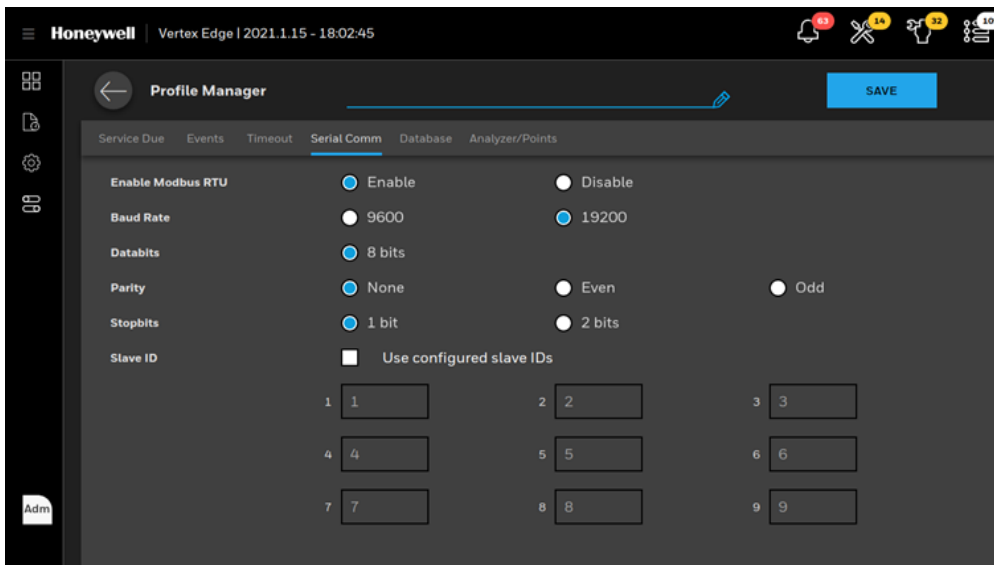 Honeywell Vertex Edge | 2021.1.15 - 18:02:45 63 14 32 10
Profile Manager SAVE
Service Due Events Timeout Serial Comm Database Analyzer/Points
Enable Modbus RTU Enable Disable
Baud Rate 9600 19200
Databits 8 bits
Parity None Even Odd
Stopbits 1 bit 2 bits
Slave ID Use configured slave IDs
1 1 2 2 3 3
4 4 5 5 6 6
Adm 7 7 8 8 9 9